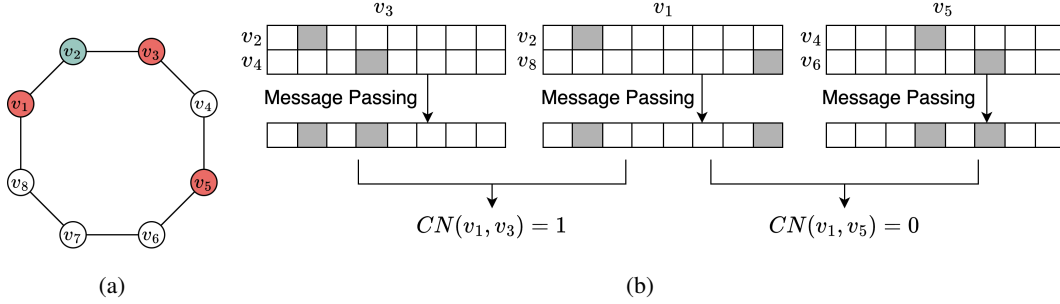 v₂ v₃
v₁ v₄
v₈ v₅
v₇ v₆
(a)
v₃ v₁ v₅
v₂ v₂ v₄
v₄ v₈ v₆
Message Passing Message Passing Message Passing
CN(v₁, v₃) = 1 CN(v₁, v₅) = 0
(b)